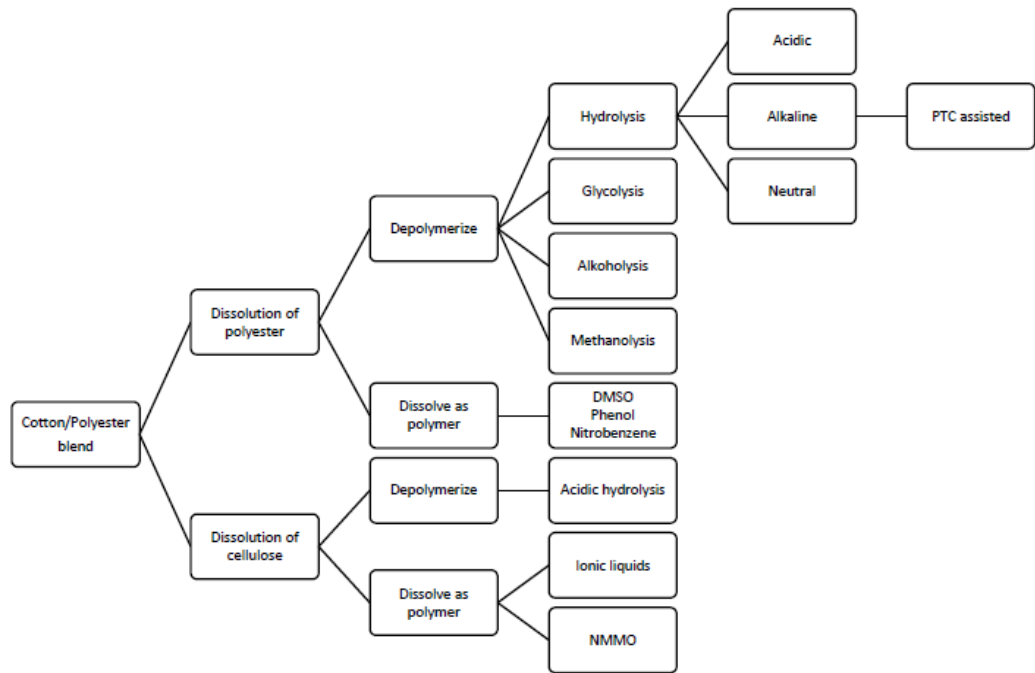 Acidic
Hydrolysis
Alkaline
PTC assisted
Glycolysis
Neutral
Depolymerize
Alkoholysis
Dissolution of
polyester
Methanolysis
Cotton/Polyester
blend
Dissolve as
polymer
DMSO
Phenol
Nitrobenzene
Depolymerize
Acidic hydrolysis
Dissolution of
cellulose
Ionic liquids
Dissolve as
polymer
NMMO